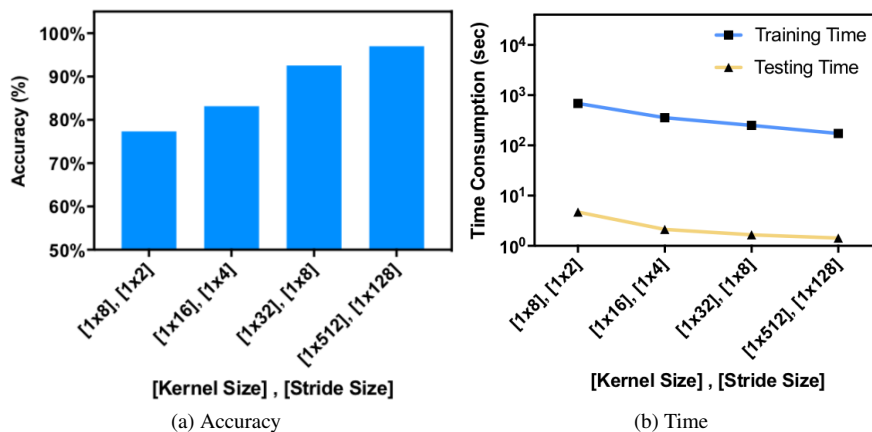 100%
90%
80%
70%
60%
50%
Accuracy (%)
[1x8], [1x2]
[1x16], [1x4]
[1x32], [1x8]
[1x512], [1x128]
[Kernel Size] , [Stride Size]
(a) Accuracy
Training Time
Testing Time
10^4
10^3
10^2
10^1
10^0
Time Consumption (sec)
[1x8], [1x2]
[1x16], [1x4]
[1x32], [1x8]
[1x512], [1x128]
[Kernel Size] , [Stride Size]
(b) Time